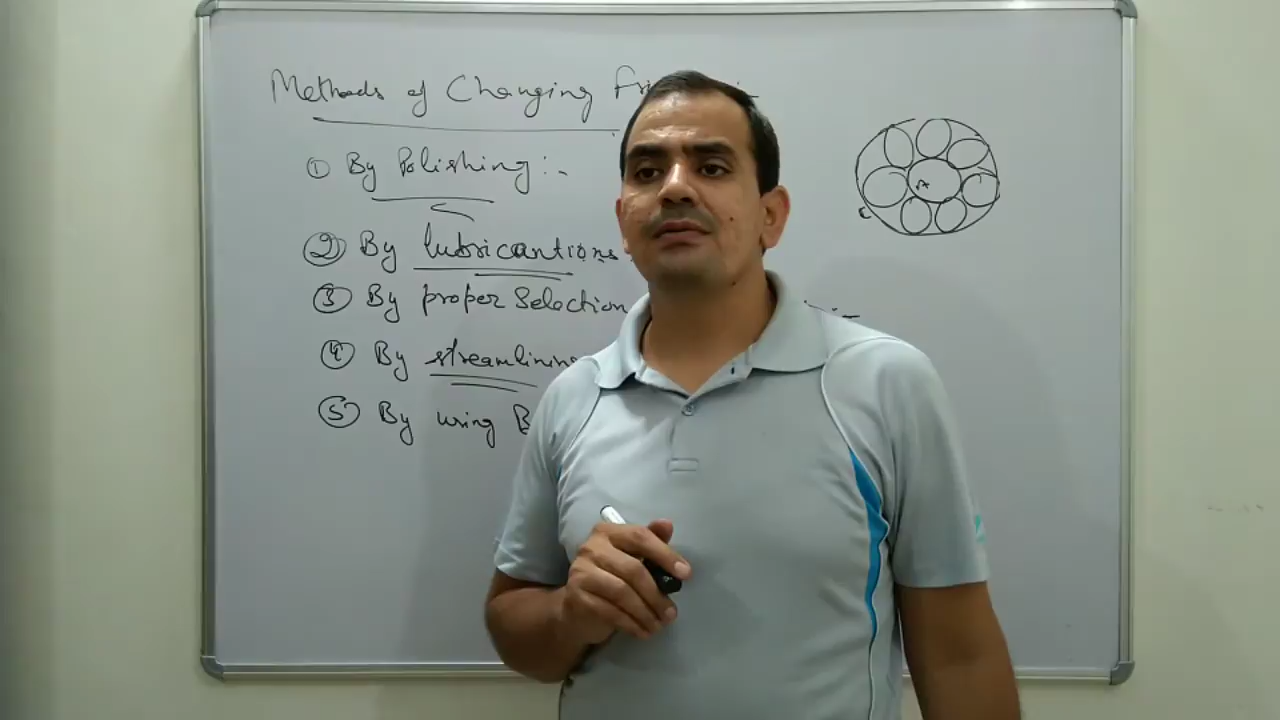 Methods of Changing Fri
① By Polishing:-
② By lubricantions
③ By proper Selection
④ By streamlining
⑤ By using B
A
C